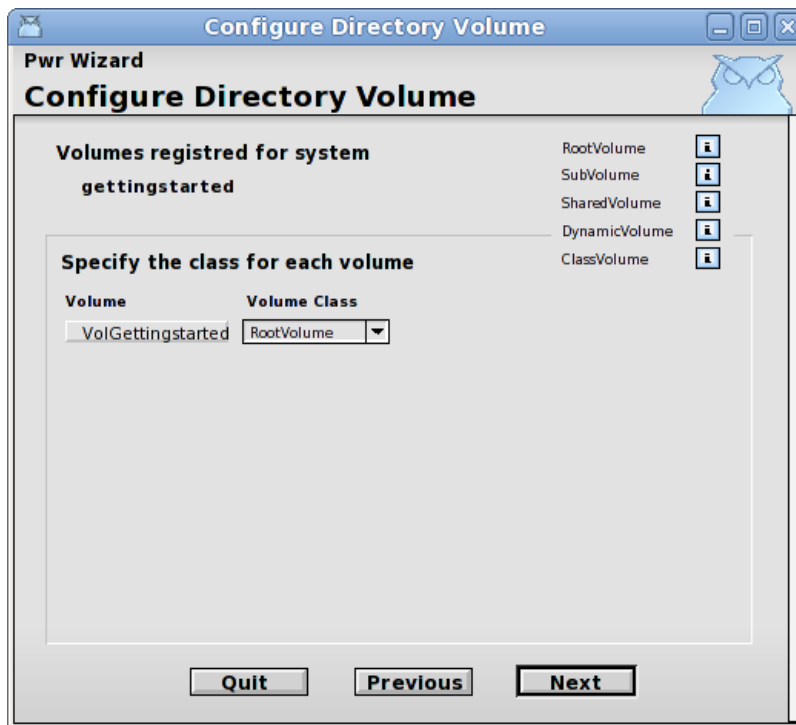 Configure Directory Volume
Pwr Wizard
Configure Directory Volume
Volumes registred for system
gettingstarted
RootVolume
SubVolume
SharedVolume
DynamicVolume
ClassVolume
Specify the class for each volume
Volume Volume Class
VolGettingstarted RootVolume
Quit Previous Next